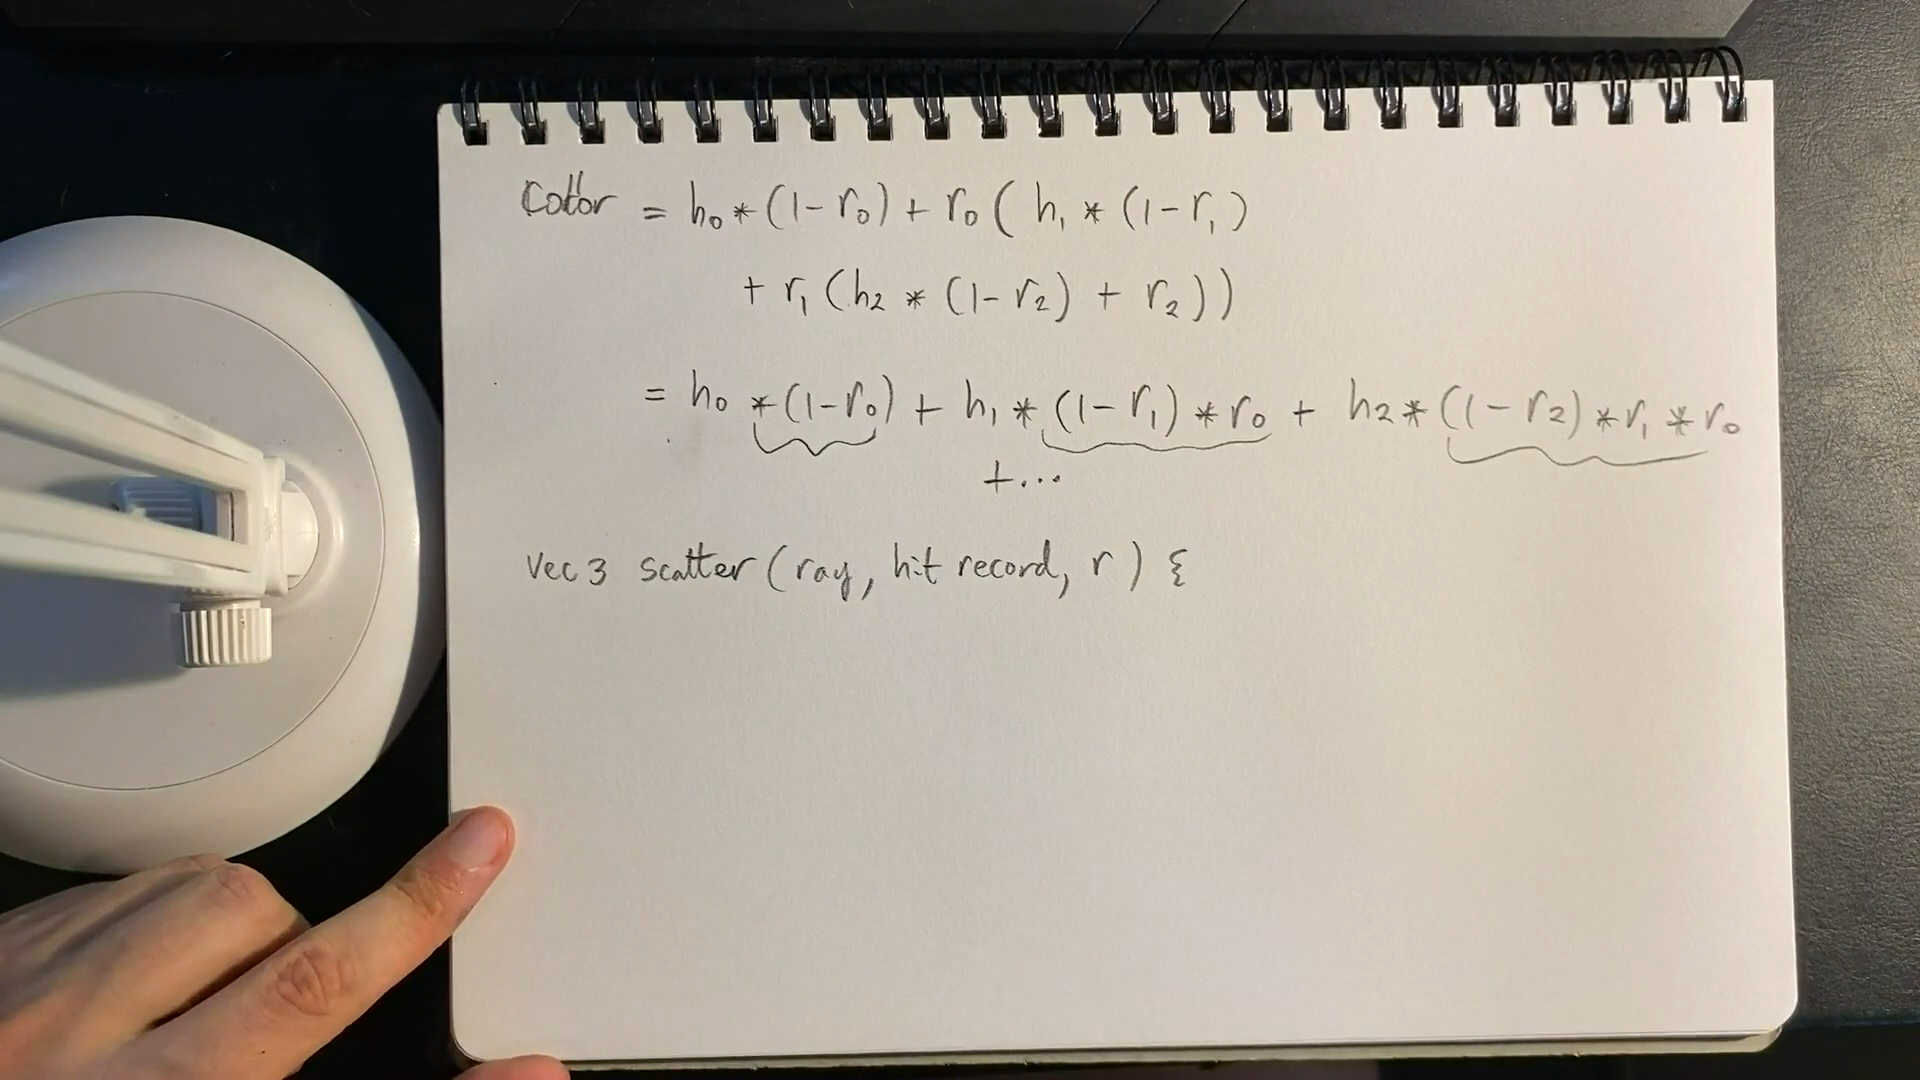 Color = h₀ * (1 - r₀) + r₀ ( h₁ * (1 - r₁)
+ r₁ (h₂ * (1 - r₂) + r₂))
= h₀ * (1 - r₀) + h₁ * (1 - r₁) * r₀ + h₂ * (1 - r₂) * r₁ * r₀
+...
vec3 scatter(ray, hit record, r) {